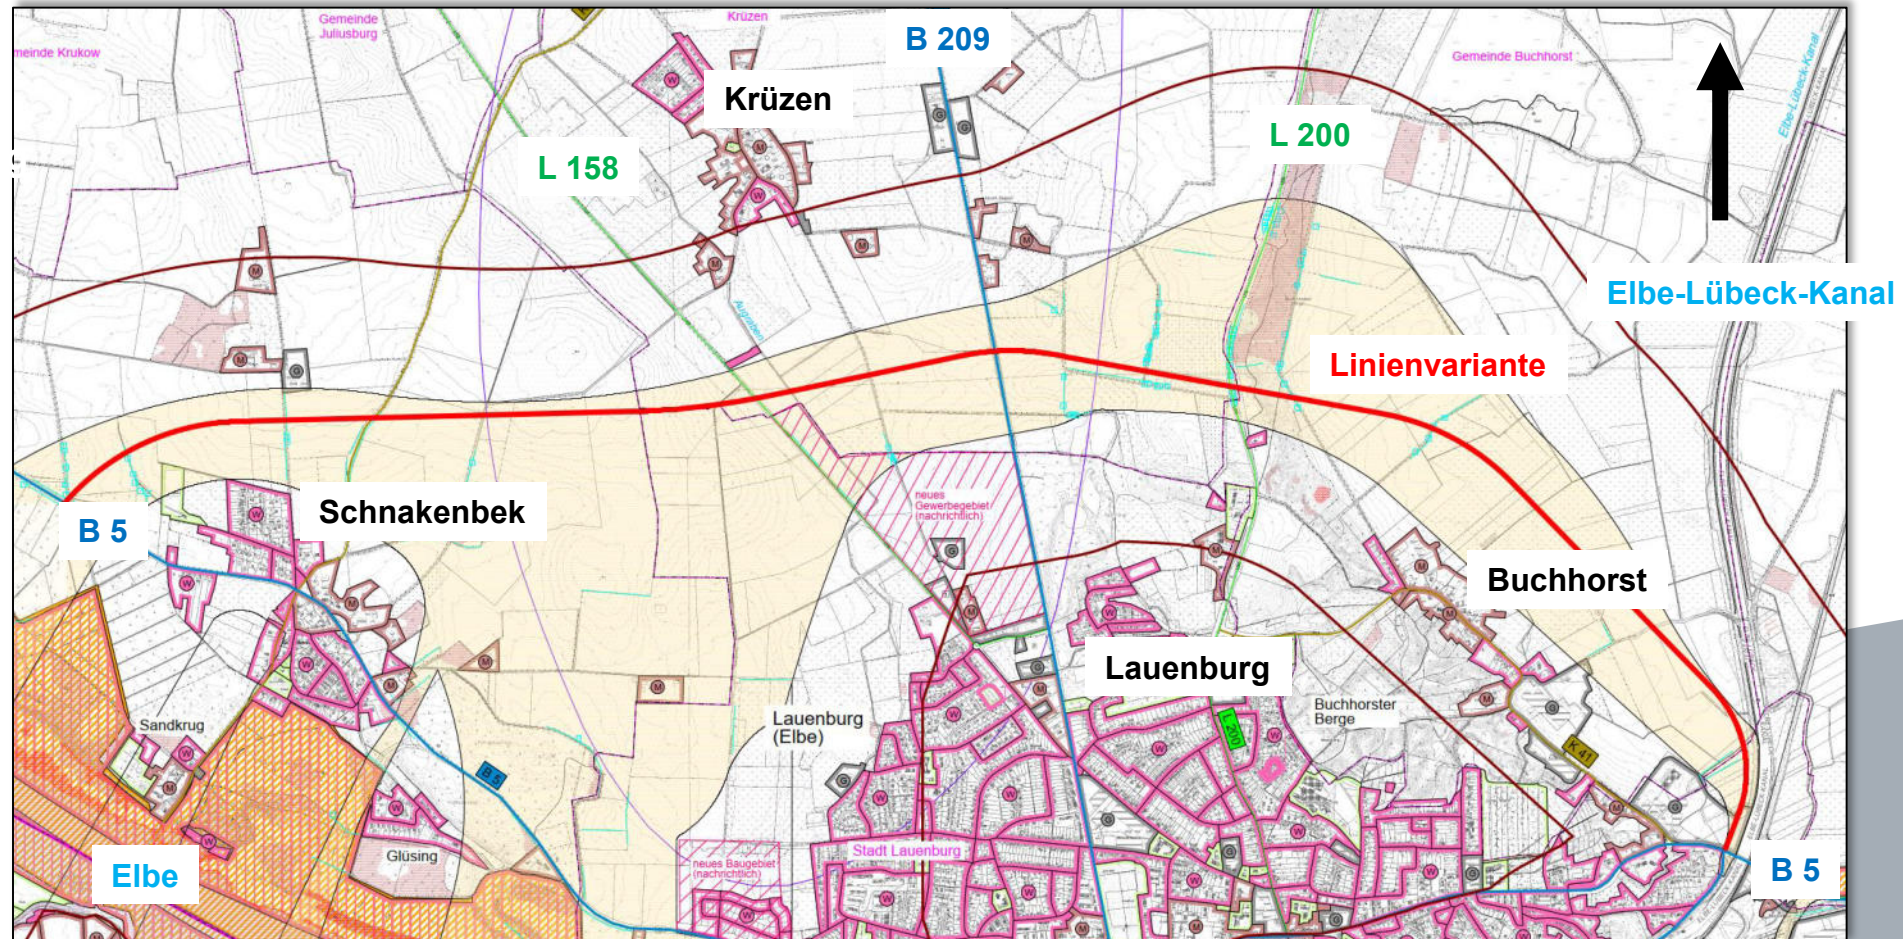 Gemeinde
Juliusburg
Krüzen
B 209
meinde Krukow
Gemeinde Buchhorst
Elbe-Lübeck-Kanal
Krüzen
L 158
L 200
Elbe-Lübeck-Kanal
Augraben
Linienvariante
Schnakenbek
B 5
neues
Gewerbegebiet
(nachrichtlich)
Buchhorst
Lauenburg
Sandkrug
Lauenburg
(Elbe)
L 200
Buchhorster
Berge
K 41
B 5
Glüsing
Stadt Lauenburg
neues Baugebiet
(nachrichtlich)
Elbe
B 5